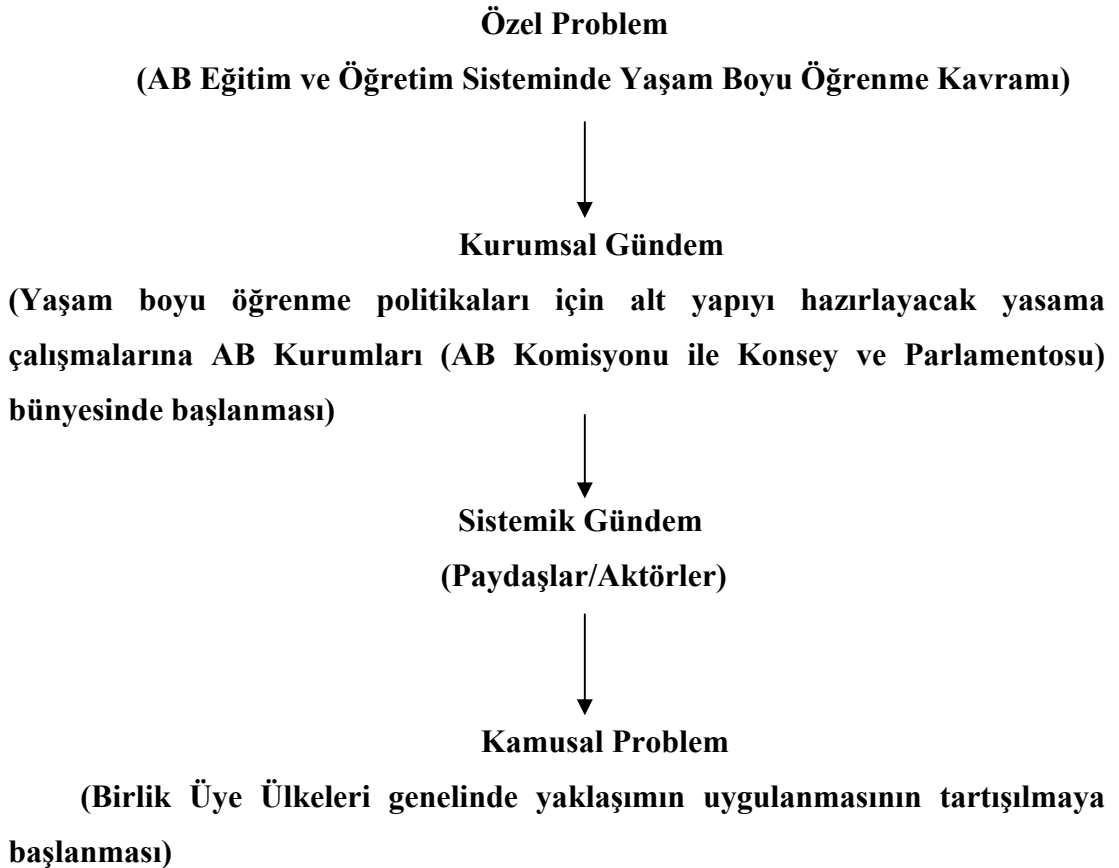 Özel Problem
(AB Eğitim ve Öğretim Sisteminde Yaşam Boyu Öğrenme Kavramı)
Kurumsal Gündem
(Yaşam boyu öğrenme politikaları için alt yapıyı hazırlayacak yasama
çalışmalarına AB Kurumları (AB Komisyonu ile Konsey ve Parlamentosu)
bünyesinde başlanması)
Sistemik Gündem
(Paydaşlar/Aktörler)
Kamusal Problem
(Birlik Üye Ülkeleri genelinde yaklaşımın uygulanmasının tartışılmaya
başlanması)